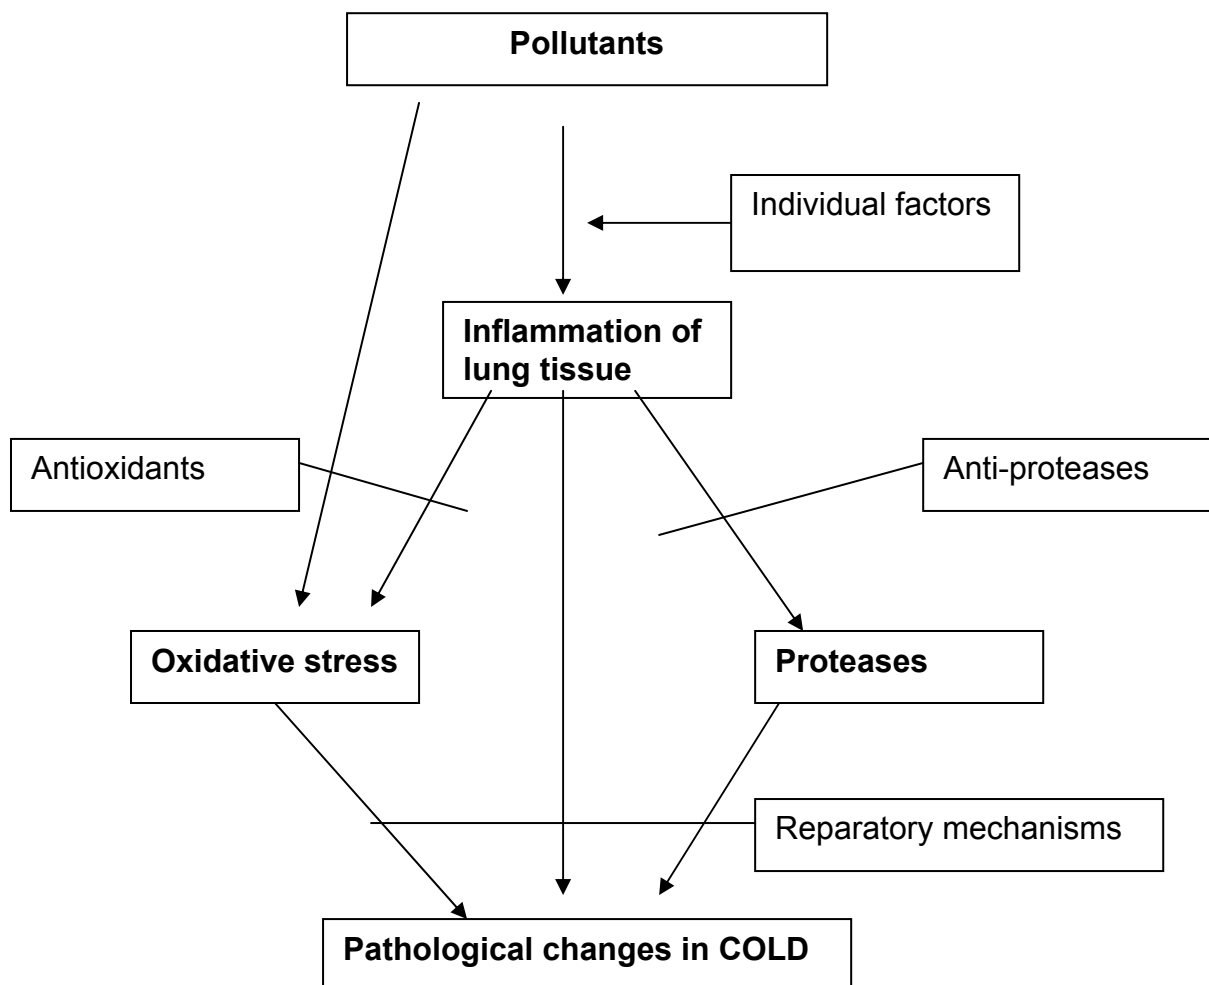 Pollutants
Individual factors
Inflammation of
lung tissue
Antioxidants
Anti-proteases
Oxidative stress
Proteases
Reparatory mechanisms
Pathological changes in COLD